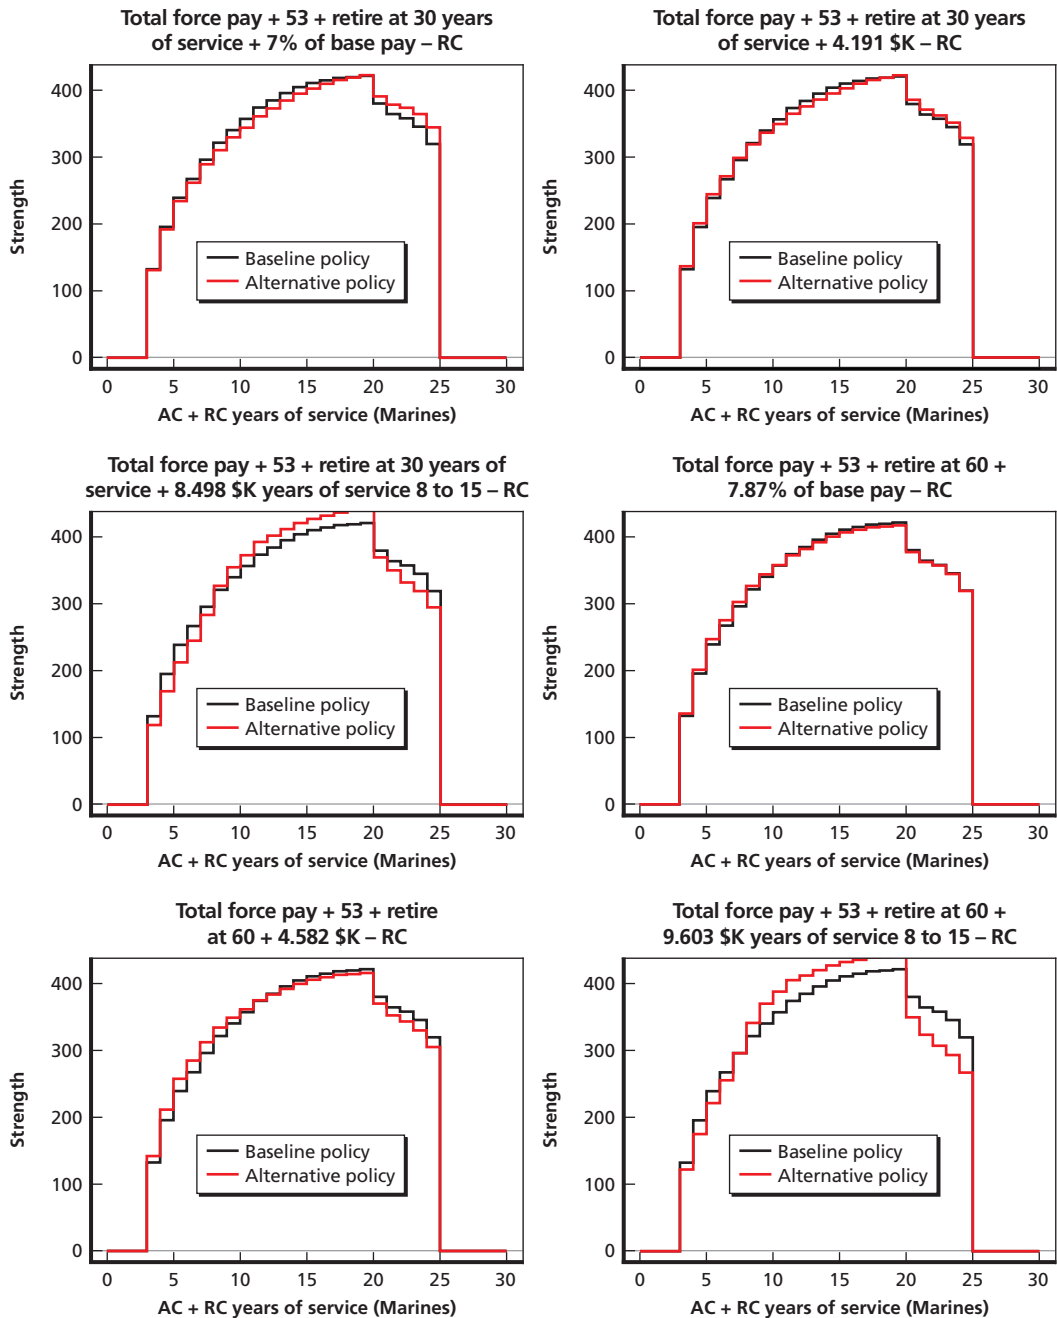 Total force pay + 53 + retire at 30 years
of service + 7% of base pay – RC
400
300
200
100
0
Strength
Baseline policy
Alternative policy
0 5 10 15 20 25 30
AC + RC years of service (Marines)
Total force pay + 53 + retire at 30 years
of service + 4.191 $K – RC
400
300
200
100
0
Strength
Baseline policy
Alternative policy
0 5 10 15 20 25 30
AC + RC years of service (Marines)
Total force pay + 53 + retire at 30 years of
service + 8.498 $K years of service 8 to 15 – RC
400
300
200
100
0
Strength
Baseline policy
Alternative policy
0 5 10 15 20 25 30
AC + RC years of service (Marines)
Total force pay + 53 + retire at 60 +
7.87% of base pay – RC
400
300
200
100
0
Strength
Baseline policy
Alternative policy
0 5 10 15 20 25 30
AC + RC years of service (Marines)
Total force pay + 53 + retire
at 60 + 4.582 $K – RC
400
300
200
100
0
Strength
Baseline policy
Alternative policy
0 5 10 15 20 25 30
AC + RC years of service (Marines)
Total force pay + 53 + retire at 60 +
9.603 $K years of service 8 to 15 – RC
400
300
200
100
0
Strength
Baseline policy
Alternative policy
0 5 10 15 20 25 30
AC + RC years of service (Marines)